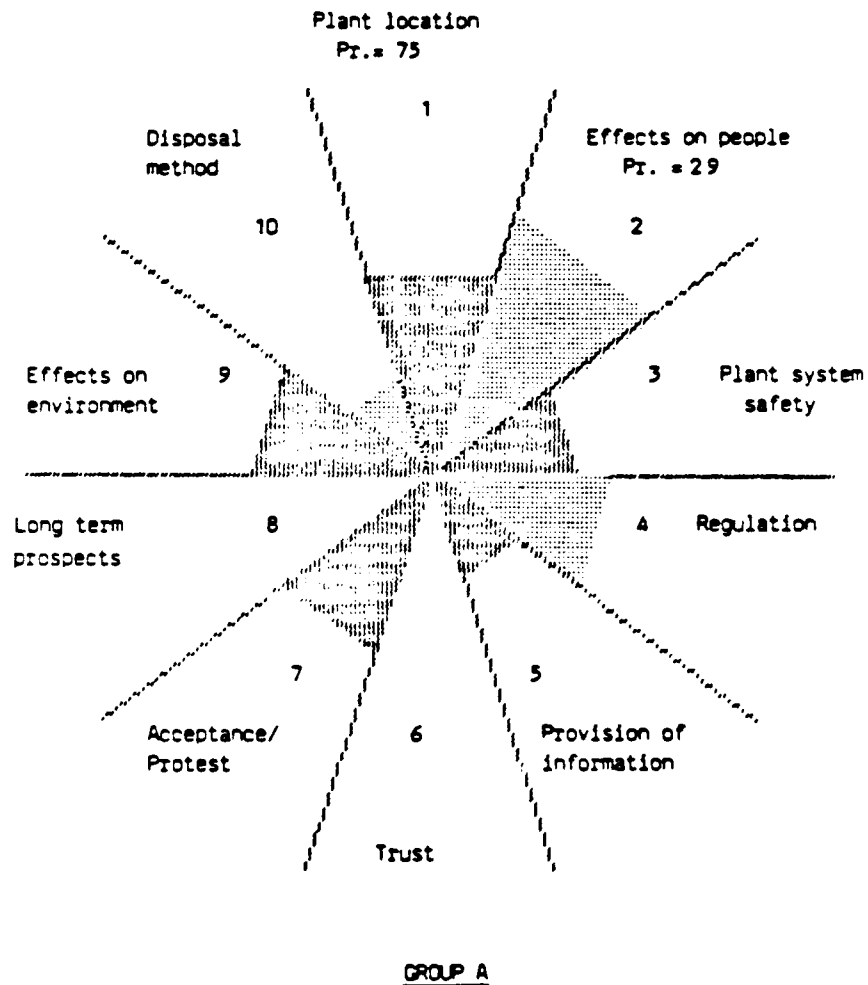 Plant location
Pr.= 75
1
Disposal
method
Effects on people
Pr. =29
10
2
Effects on
environment
9
3
Plant system
safety
Long term
prospects
8
4
Regulation
7
5
Acceptance/
Protest
6
Provision of
information
Trust
GROUP A